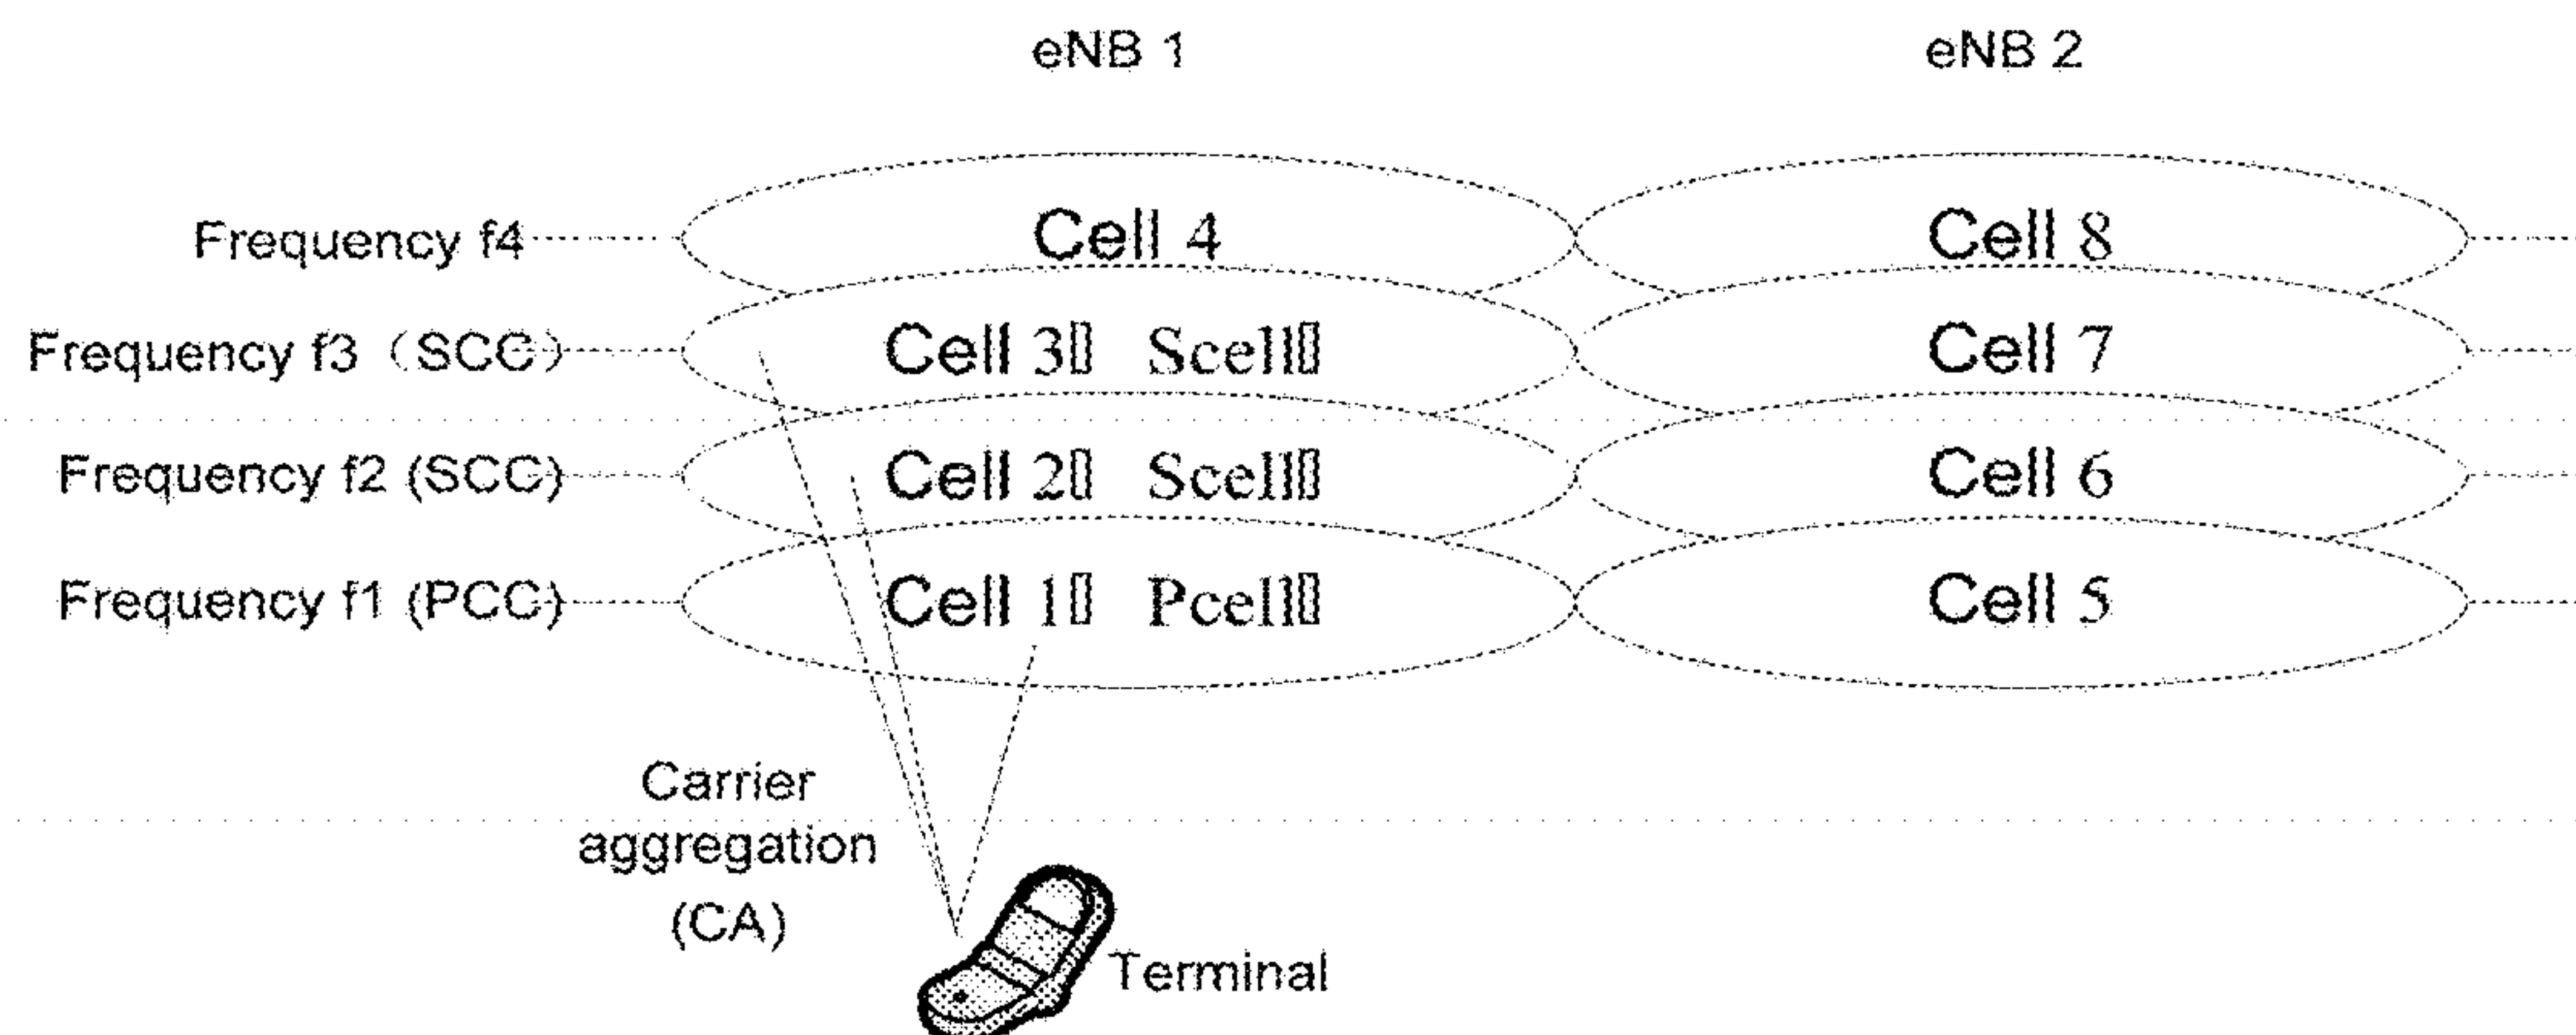 eNB 1 eNB 2
Frequency f4 Cell 4 Cell 8
Frequency f3 (SCC) Cell 3▯ Scell▯ Cell 7
Frequency f2 (SCC) Cell 2▯ Scell▯ Cell 6
Frequency f1 (PCC) Cell 1▯ Pcell▯ Cell 5
Carrier
aggregation
(CA)
Terminal